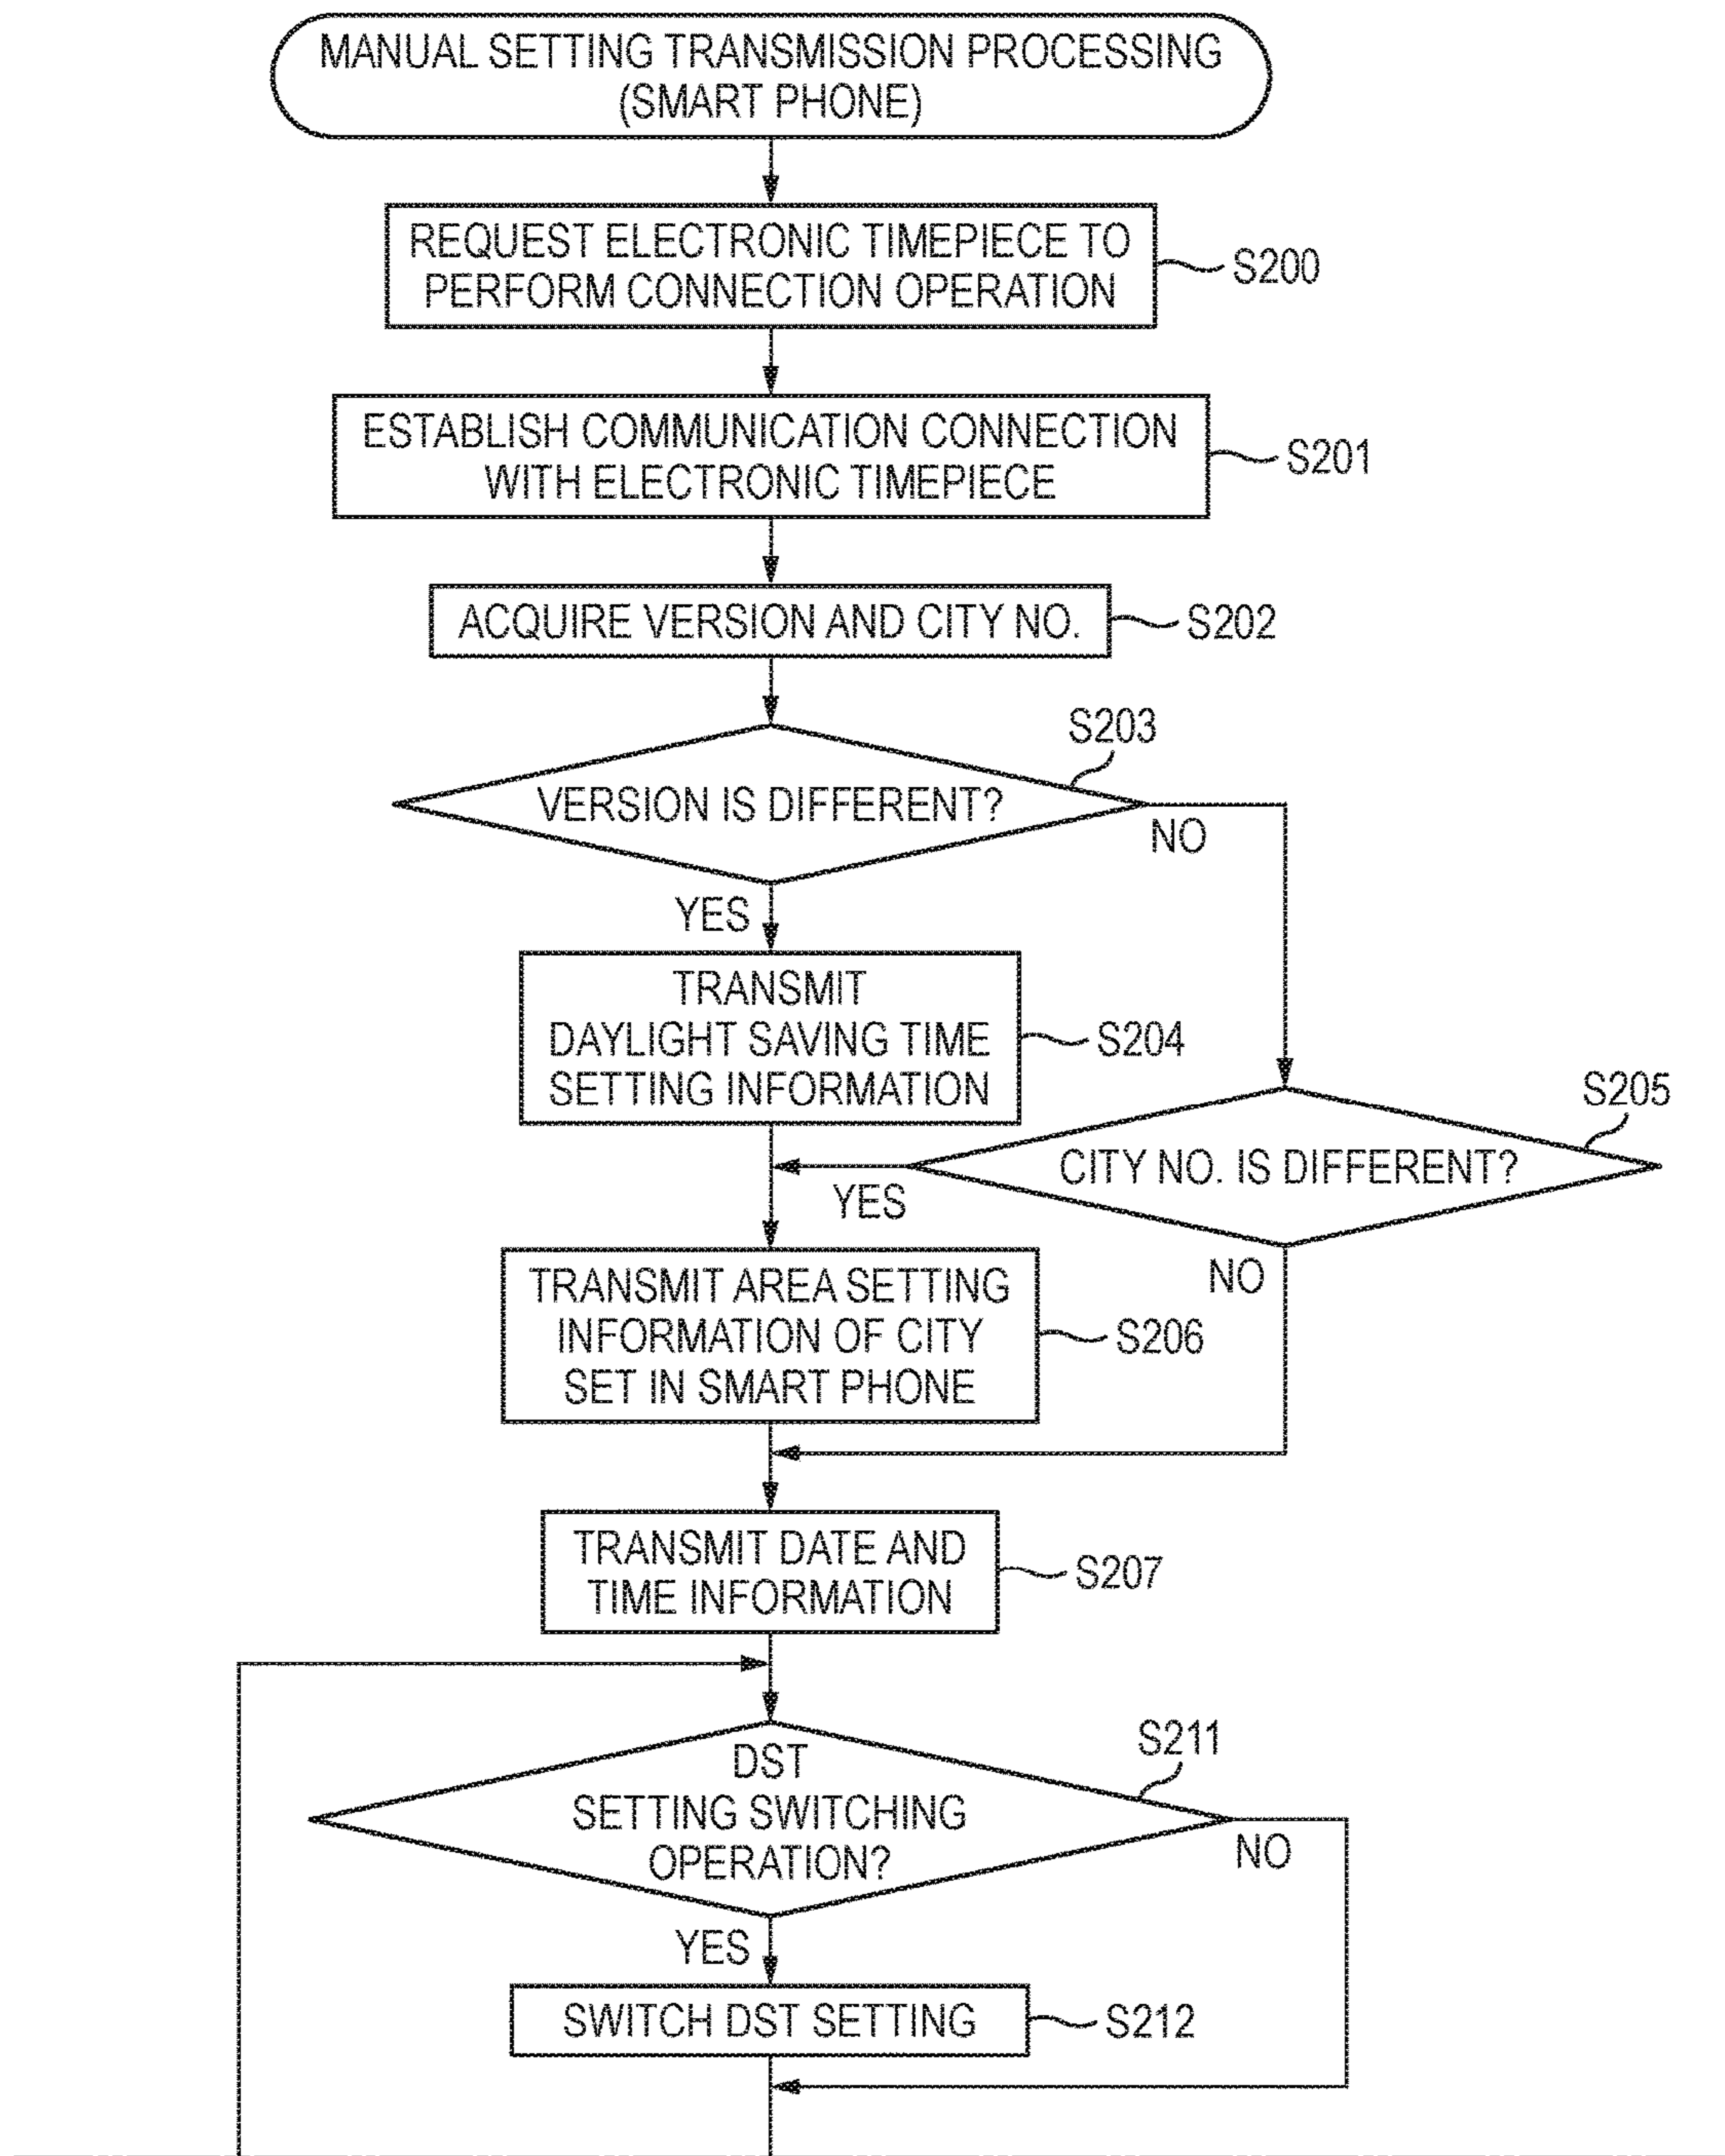 MANUAL SETTING TRANSMISSION PROCESSING
(SMART PHONE)
REQUEST ELECTRONIC TIMEPIECE TO
PERFORM CONNECTION OPERATION
S200
ESTABLISH COMMUNICATION CONNECTION
WITH ELECTRONIC TIMEPIECE
S201
ACQUIRE VERSION AND CITY NO.
S202
S203
VERSION IS DIFFERENT?
NO
YES
TRANSMIT
DAYLIGHT SAVING TIME
SETTING INFORMATION
S204
S205
CITY NO. IS DIFFERENT?
YES
NO
TRANSMIT AREA SETTING
INFORMATION OF CITY
SET IN SMART PHONE
S206
TRANSMIT DATE AND
TIME INFORMATION
S207
S211
DST
SETTING SWITCHING
OPERATION?
NO
YES
SWITCH DST SETTING
S212